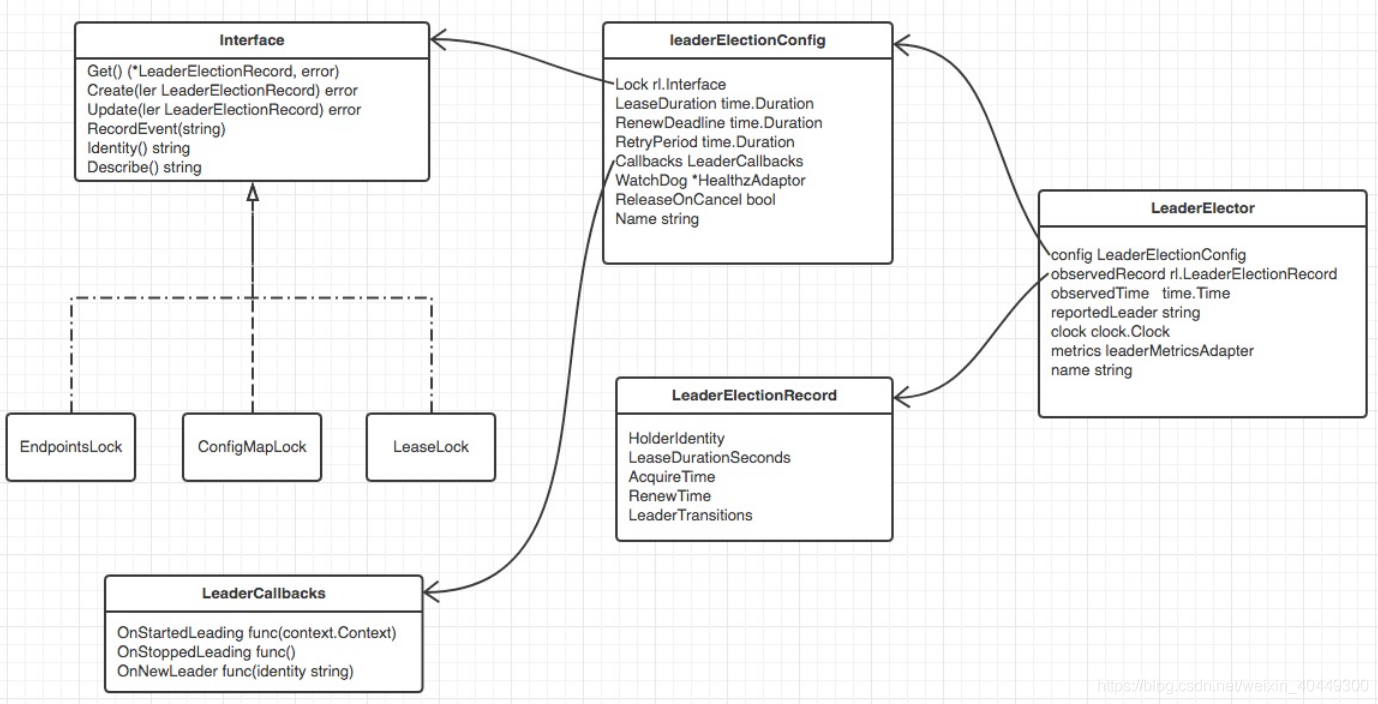 Interface
Get() (*LeaderElectionRecord, error)
Create(ler LeaderElectionRecord) error
Update(ler LeaderElectionRecord) error
RecordEvent(string)
Identity() string
Describe() string
leaderElectionConfig
Lock rl.Interface
LeaseDuration time.Duration
RenewDeadline time.Duration
RetryPeriod time.Duration
Callbacks LeaderCallbacks
WatchDog *HealthzAdaptor
ReleaseOnCancel bool
Name string
LeaderElector
config LeaderElectionConfig
observedRecord rl.LeaderElectionRecord
observedTime time.Time
reportedLeader string
clock clock.Clock
metrics leaderMetricsAdapter
name string
LeaderElectionRecord
HolderIdentity
LeaseDurationSeconds
AcquireTime
RenewTime
LeaderTransitions
EndpointsLock
ConfigMapLock
LeaseLock
LeaderCallbacks
OnStartedLeading func(context.Context)
OnStoppedLeading func()
OnNewLeader func(identity string)
https://blog.csdn.net/weixin_40449300